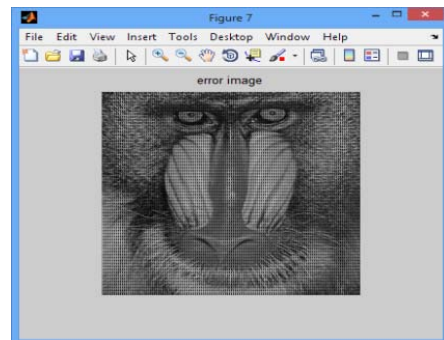 Figure 7
File Edit View Insert Tools Desktop Window Help
error image